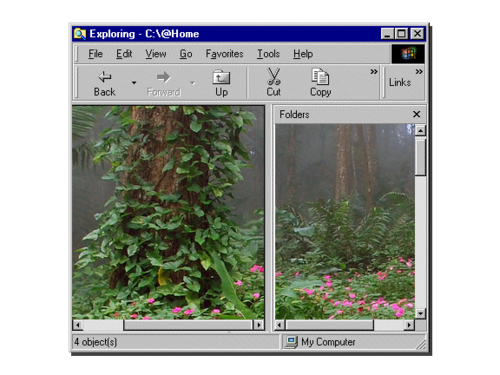 Exploring - C:\@Home
File Edit View Go Favorites Tools Help
Back Forward Up Cut Copy » Links »
Folders
4 object(s) My Computer